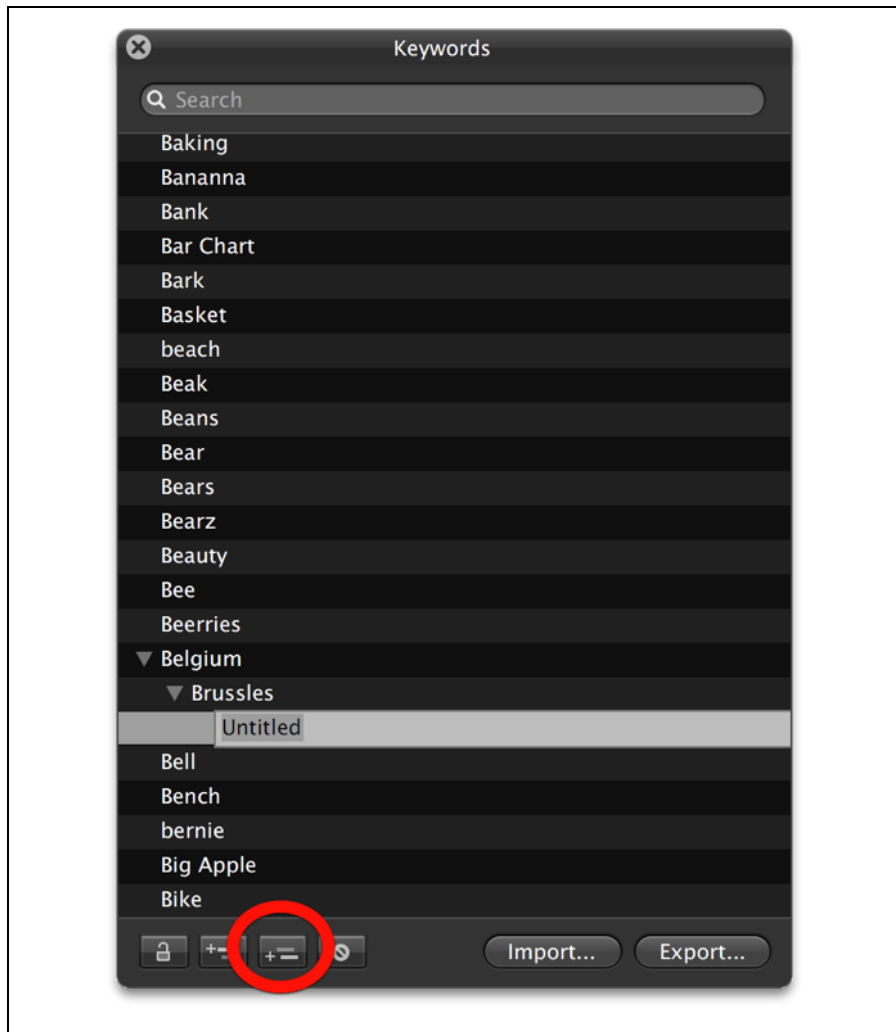 Keywords
Search
Baking
Bananna
Bank
Bar Chart
Bark
Basket
beach
Beak
Beans
Bear
Bears
Bearz
Beauty
Bee
Beerries
Belgium
Brussles
Untitled
Bell
Bench
bernie
Big Apple
Bike
Import... Export...